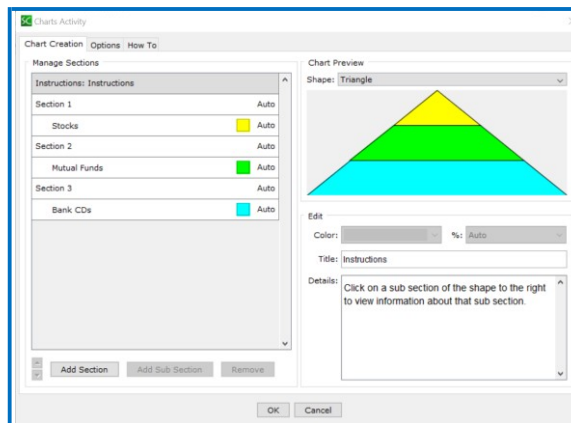 SC Charts Activity
Chart Creation Options How To
Manage Sections
Instructions: Instructions
Section 1 Auto
Stocks Auto
Section 2 Auto
Mutual Funds Auto
Section 3 Auto
Bank CDs Auto
Add Section Add Sub Section Remove
Chart Preview
Shape: Triangle
Edit
Color: %: Auto
Title: Instructions
Details: Click on a sub section of the shape to the right
to view information about that sub section.
OK Cancel